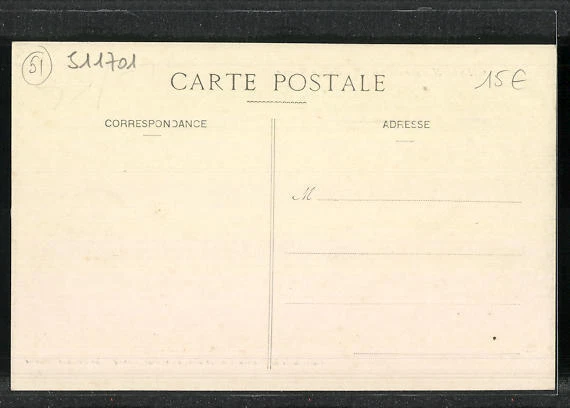 51 511701
CARTE POSTALE
15€
CORRESPONDANCE
ADRESSE
M